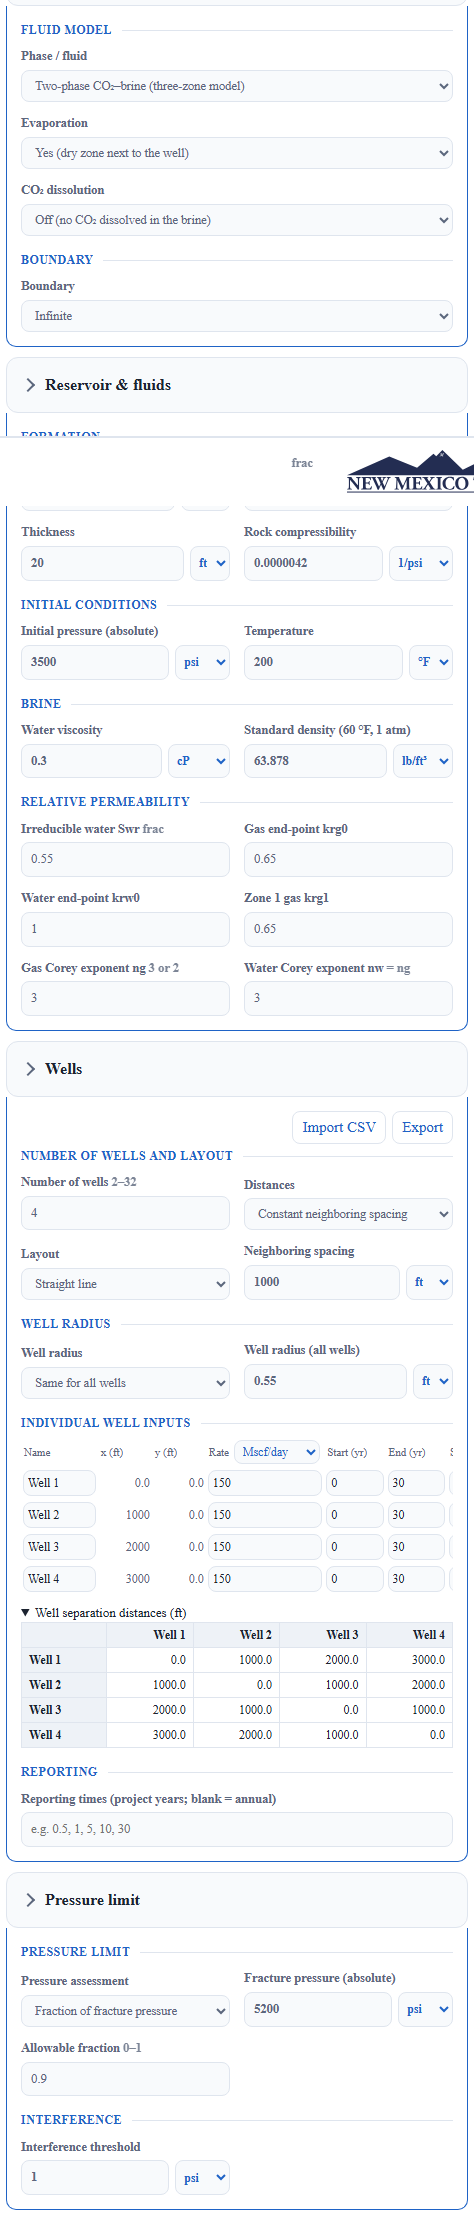 FLUID MODEL
Phase / fluid
Two-phase CO₂–brine (three-zone model)
Evaporation
Yes (dry zone next to the well)
CO₂ dissolution
Off (no CO₂ dissolved in the brine)
BOUNDARY
Boundary
Infinite
Reservoir & fluids
FORMATION
frac
NEW MEXICO
Thickness
Rock compressibility
20 ft
0.0000042 1/psi
INITIAL CONDITIONS
Initial pressure (absolute)
Temperature
3500 psi
200 °F
BRINE
Water viscosity
Standard density (60 °F, 1 atm)
0.3 cP
63.878 lb/ft³
RELATIVE PERMEABILITY
Irreducible water Swr frac
Gas end-point krg0
0.55
0.65
Water end-point krw0
Zone 1 gas krg1
1
0.65
Gas Corey exponent ng 3 or 2
Water Corey exponent nw = ng
3
3
Wells
Import CSV
Export
NUMBER OF WELLS AND LAYOUT
Number of wells 2–32
Distances
4
Constant neighboring spacing
Layout
Neighboring spacing
Straight line
1000 ft
WELL RADIUS
Well radius
Well radius (all wells)
Same for all wells
0.55 ft
INDIVIDUAL WELL INPUTS
Name x (ft) y (ft) Rate Mscf/day Start (yr) End (yr)
Well 1 0.0 0.0 150 0 30
Well 2 1000 0.0 150 0 30
Well 3 2000 0.0 150 0 30
Well 4 3000 0.0 150 0 30
Well separation distances (ft)
Well 1 Well 2 Well 3 Well 4
Well 1 0.0 1000.0 2000.0 3000.0
Well 2 1000.0 0.0 1000.0 2000.0
Well 3 2000.0 1000.0 0.0 1000.0
Well 4 3000.0 2000.0 1000.0 0.0
REPORTING
Reporting times (project years; blank = annual)
e.g. 0.5, 1, 5, 10, 30
Pressure limit
PRESSURE LIMIT
Pressure assessment
Fracture pressure (absolute)
Fraction of fracture pressure
5200 psi
Allowable fraction 0–1
0.9
INTERFERENCE
Interference threshold
1 psi